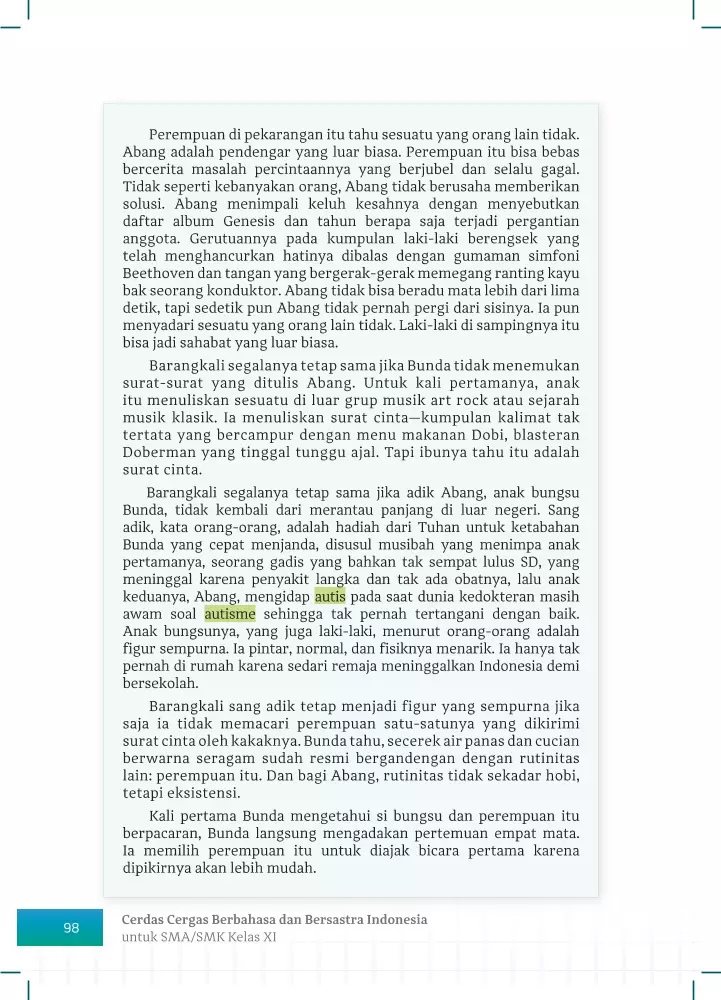 Perempuan di pekarangan itu tahu sesuatu yang orang lain tidak.
Abang adalah pendengar yang luar biasa. Perempuan itu bisa bebas
bercerita masalah percintaannya yang berjubel dan selalu gagal.
Tidak seperti kebanyakan orang, Abang tidak berusaha memberikan
solusi. Abang menimpali keluh kesahnya dengan menyebutkan
daftar album Genesis dan tahun berapa saja terjadi pergantian
anggota. Gerutuannya pada kumpulan laki-laki berengsek yang
telah menghancurkan hatinya dibalas dengan gumaman simfoni
Beethoven dan tangan yang bergerak-gerak memegang ranting kayu
bak seorang konduktor. Abang tidak bisa beradu mata lebih dari lima
detik, tapi sedetik pun Abang tidak pernah pergi dari sisinya. Ia pun
menyadari sesuatu yang orang lain tidak. Laki-laki di sampingnya itu
bisa jadi sahabat yang luar biasa.
Barangkali segalanya tetap sama jika Bunda tidak menemukan
surat-surat yang ditulis Abang. Untuk kali pertamanya, anak
itu menuliskan sesuatu di luar grup musik art rock atau sejarah
musik klasik. Ia menuliskan surat cinta—kumpulan kalimat tak
tertata yang bercampur dengan menu makanan Dobi, blasteran
Doberman yang tinggal tunggu ajal. Tapi ibunya tahu itu adalah
surat cinta.
Barangkali segalanya tetap sama jika adik Abang, anak bungsu
Bunda, tidak kembali dari merantau panjang di luar negeri. Sang
adik, kata orang-orang, adalah hadiah dari Tuhan untuk ketabahan
Bunda yang cepat menjanda, disusul musibah yang menimpa anak
pertamanya, seorang gadis yang bahkan tak sempat lulus SD, yang
meninggal karena penyakit langka dan tak ada obatnya, lalu anak
keduanya, Abang, mengidap autis pada saat dunia kedokteran masih
awam soal autisme sehingga tak pernah tertangani dengan baik.
Anak bungsunya, yang juga laki-laki, menurut orang-orang adalah
figur sempurna. Ia pintar, normal, dan fisiknya menarik. Ia hanya tak
pernah di rumah karena sedari remaja meninggalkan Indonesia demi
bersekolah.
Barangkali sang adik tetap menjadi figur yang sempurna jika
saja ia tidak memacari perempuan satu-satunya yang dikirimi
surat cinta oleh kakaknya. Bunda tahu, secerek air panas dan cucian
berwarna seragam sudah resmi bergandengan dengan rutinitas
lain: perempuan itu. Dan bagi Abang, rutinitas tidak sekadar hobi,
tetapi eksistensi.
Kali pertama Bunda mengetahui si bungsu dan perempuan itu
berpacaran, Bunda langsung mengadakan pertemuan empat mata.
Ia memilih perempuan itu untuk diajak bicara pertama karena
dipikirnya akan lebih mudah.
98
Cerdas Cergas Berbahasa dan Bersastra Indonesia
untuk SMA/SMK Kelas XI